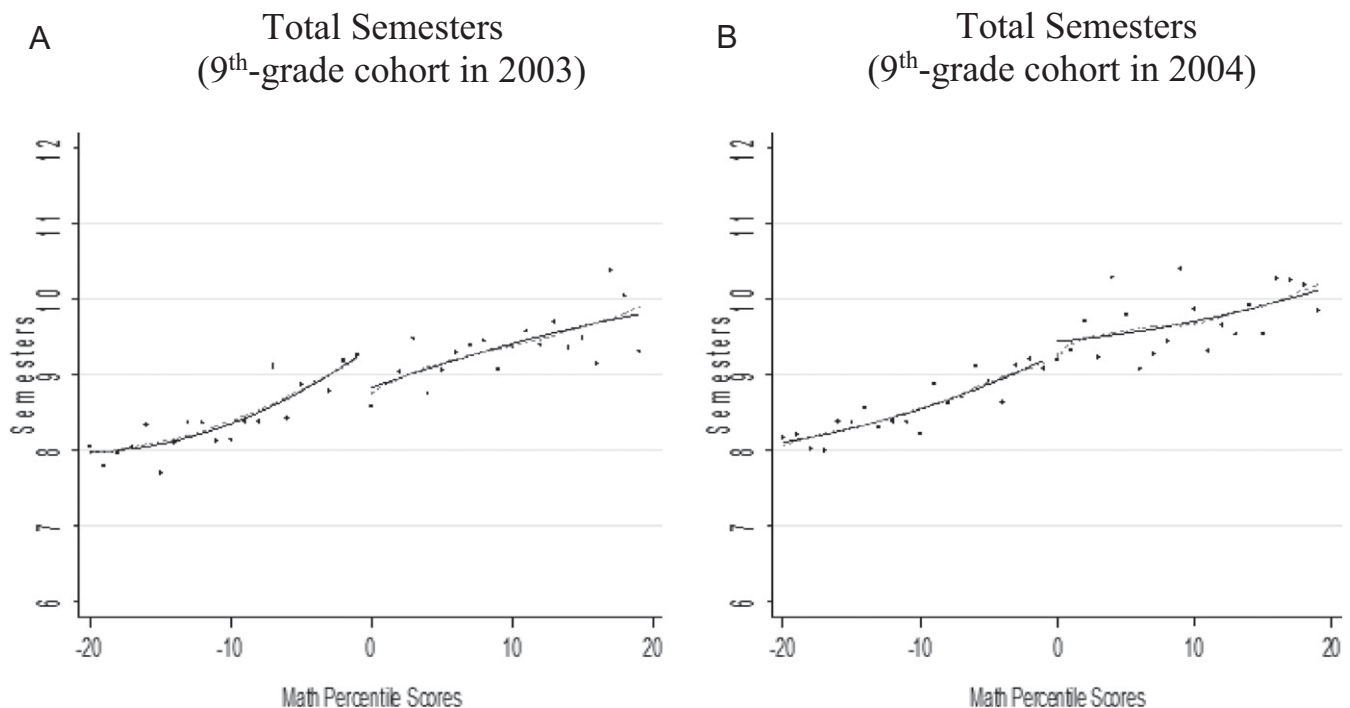 A
Total Semesters
(9th-grade cohort in 2003)
Semesters
12
11
10
9
8
7
6
-20
-10
0
10
20
Math Percentile Scores
B
Total Semesters
(9th-grade cohort in 2004)
Semesters
12
11
10
9
8
7
6
-20
-10
0
10
20
Math Percentile Scores